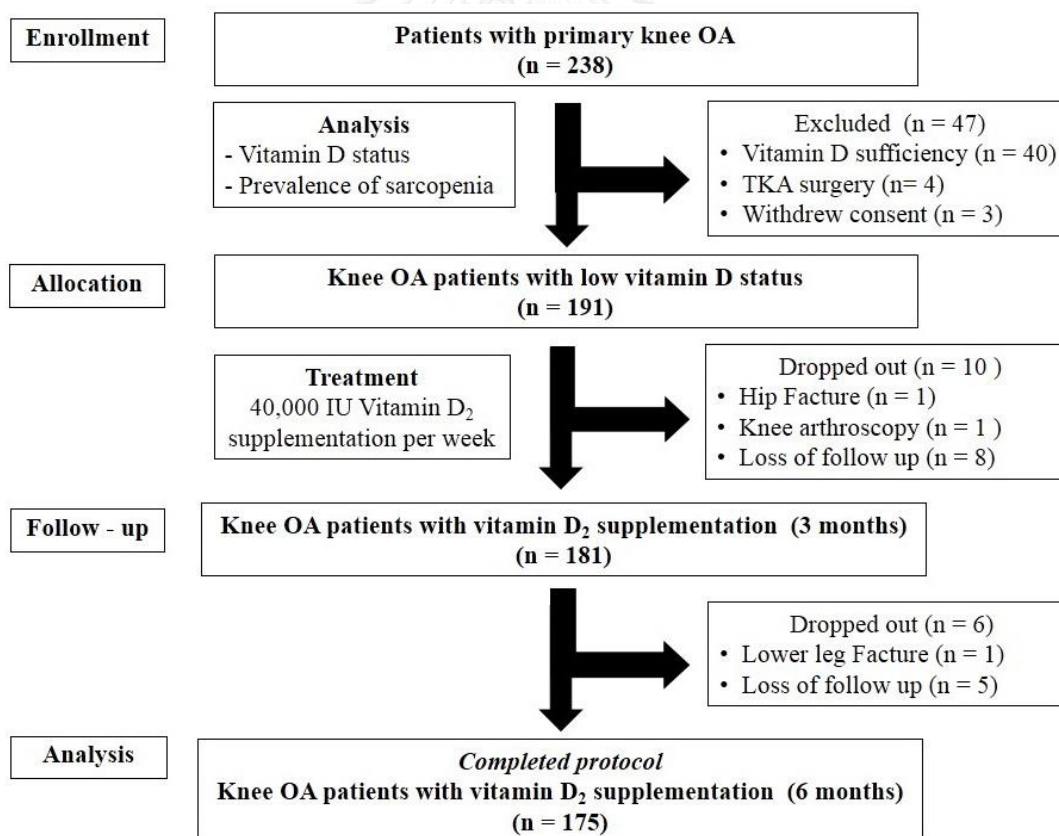 Enrollment
Patients with primary knee OA
(n = 238)
Analysis
- Vitamin D status
- Prevalence of sarcopenia
Excluded (n = 47)
• Vitamin D sufficiency (n = 40)
• TKA surgery (n= 4)
• Withdrew consent (n = 3)
Allocation
Knee OA patients with low vitamin D status
(n = 191)
Treatment
40,000 IU Vitamin D₂
supplementation per week
Dropped out (n = 10 )
• Hip Facture (n = 1)
• Knee arthroscopy (n = 1 )
• Loss of follow up (n = 8)
Follow - up
Knee OA patients with vitamin D₂ supplementation (3 months)
(n = 181)
Dropped out (n = 6)
• Lower leg Facture (n = 1)
• Loss of follow up (n = 5)
Analysis
Completed protocol
Knee OA patients with vitamin D₂ supplementation (6 months)
(n = 175)